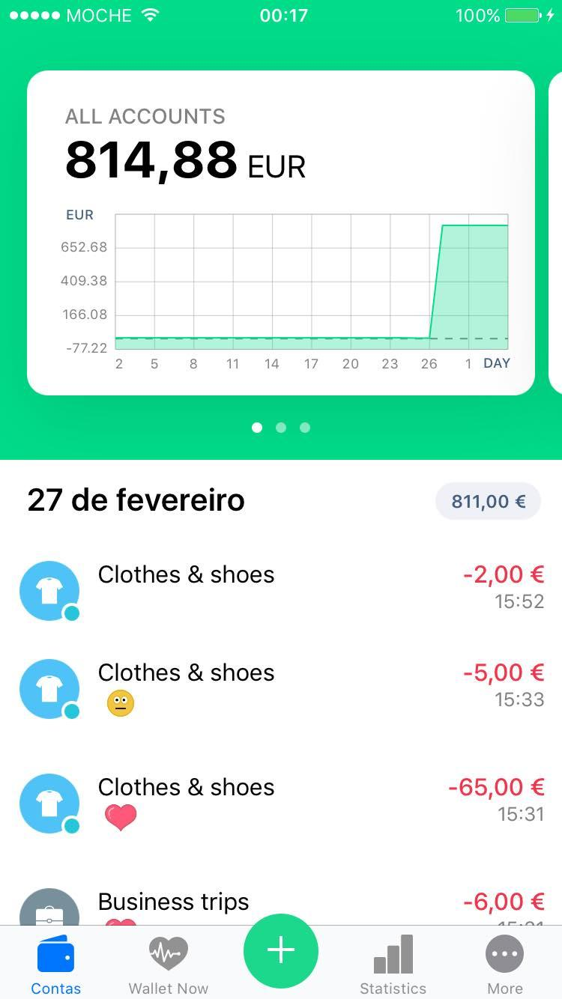 MOCHE 00:17 100%
ALL ACCOUNTS
814,88 EUR
EUR
652.68
409.38
166.08
-77.22
2 5 8 11 14 17 20 23 26 1 DAY
27 de fevereiro 811,00 €
Clothes & shoes -2,00 €
15:52
Clothes & shoes -5,00 €
15:33
Clothes & shoes -65,00 €
15:31
Business trips -6,00 €
Contas Wallet Now Statistics More